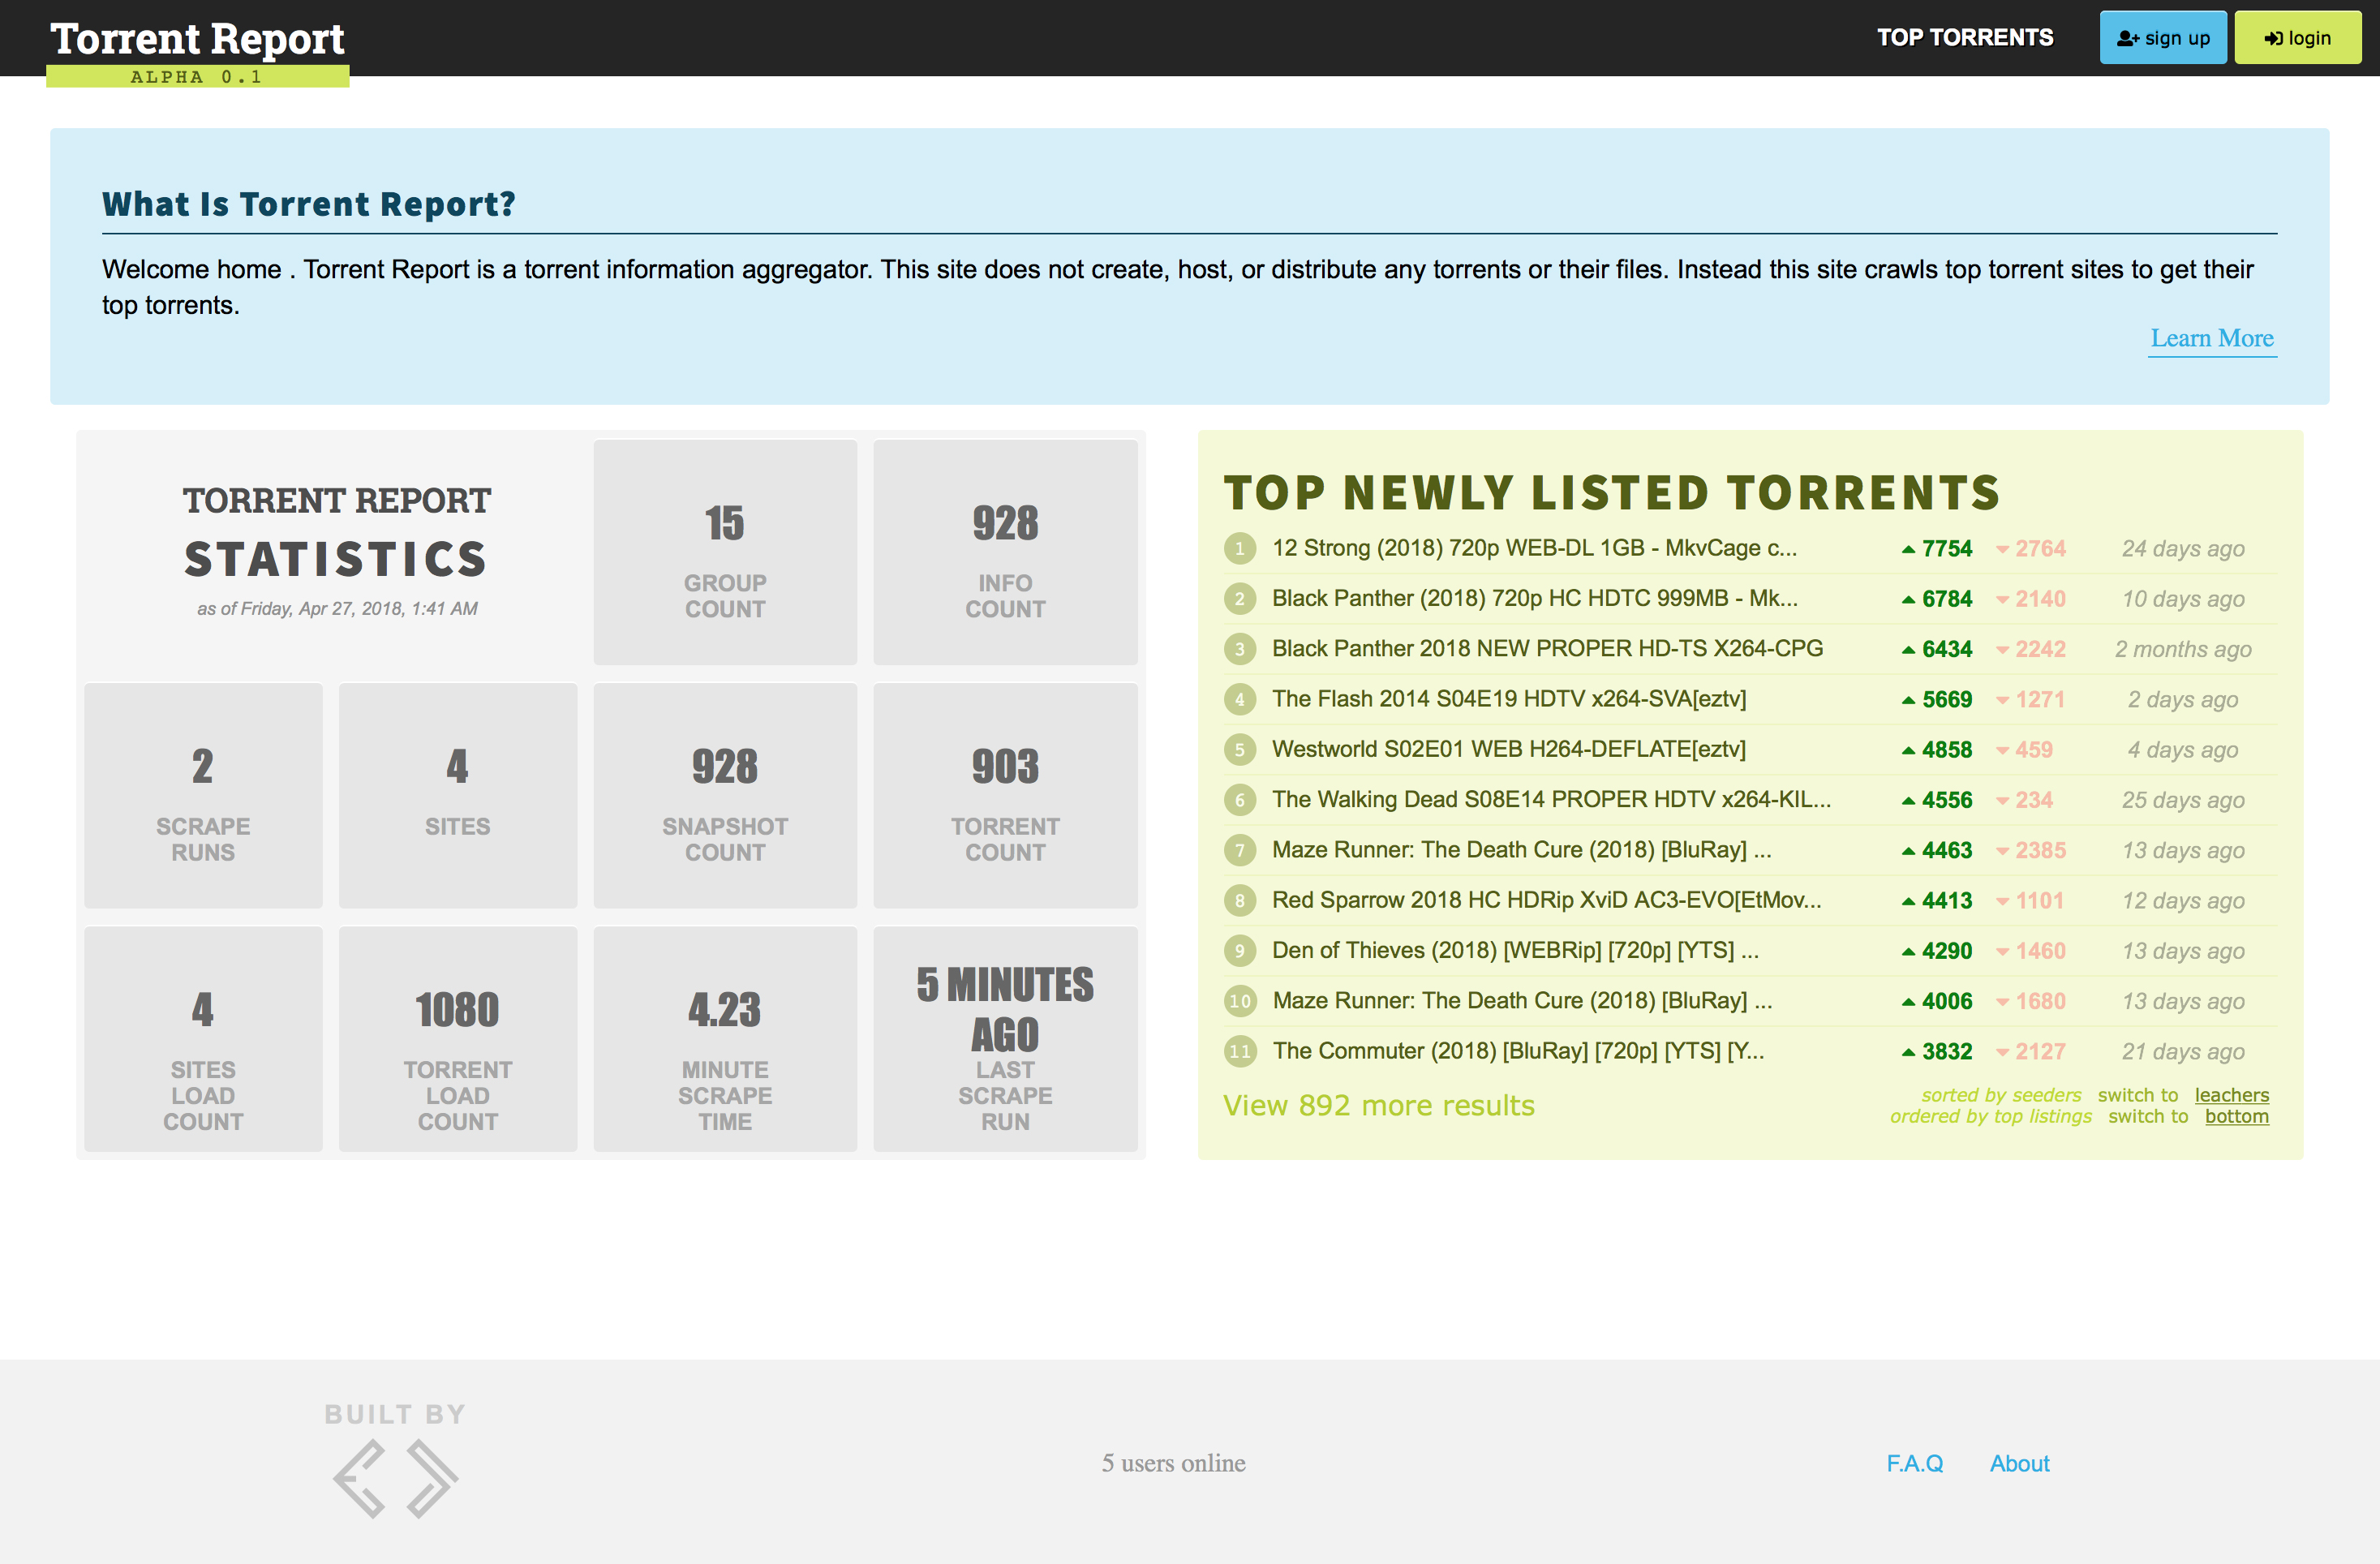 Torrent Report
ALPHA 0.1
TOP TORRENTS
sign up
login
What Is Torrent Report?
Welcome home . Torrent Report is a torrent information aggregator. This site does not create, host, or distribute any torrents or their files. Instead this site crawls top torrent sites to get their
top torrents.
Learn More
TORRENT REPORT
STATISTICS
as of Friday, Apr 27, 2018, 1:41 AM
15
GROUP
COUNT
928
INFO
COUNT
2
SCRAPE
RUNS
4
SITES
928
SNAPSHOT
COUNT
903
TORRENT
COUNT
4
SITES
LOAD
COUNT
1080
TORRENT
LOAD
COUNT
4.23
MINUTE
SCRAPE
TIME
5 MINUTES
AGO
LAST
SCRAPE
RUN
TOP NEWLY LISTED TORRENTS
1 12 Strong (2018) 720p WEB-DL 1GB - MkvCage c... 7754 2764 24 days ago
2 Black Panther (2018) 720p HC HDTC 999MB - Mk... 6784 2140 10 days ago
3 Black Panther 2018 NEW PROPER HD-TS X264-CPG 6434 2242 2 months ago
4 The Flash 2014 S04E19 HDTV x264-SVA[eztv] 5669 1271 2 days ago
5 Westworld S02E01 WEB H264-DEFLATE[eztv] 4858 459 4 days ago
6 The Walking Dead S08E14 PROPER HDTV x264-KIL... 4556 234 25 days ago
7 Maze Runner: The Death Cure (2018) [BluRay] ... 4463 2385 13 days ago
8 Red Sparrow 2018 HC HDRip XviD AC3-EVO[EtMov... 4413 1101 12 days ago
9 Den of Thieves (2018) [WEBRip] [720p] [YTS] ... 4290 1460 13 days ago
10 Maze Runner: The Death Cure (2018) [BluRay] ... 4006 1680 13 days ago
11 The Commuter (2018) [BluRay] [720p] [YTS] [Y... 3832 2127 21 days ago
View 892 more results
sorted by seeders switch to leachers
ordered by top listings switch to bottom
BUILT BY
5 users online
F.A.Q
About